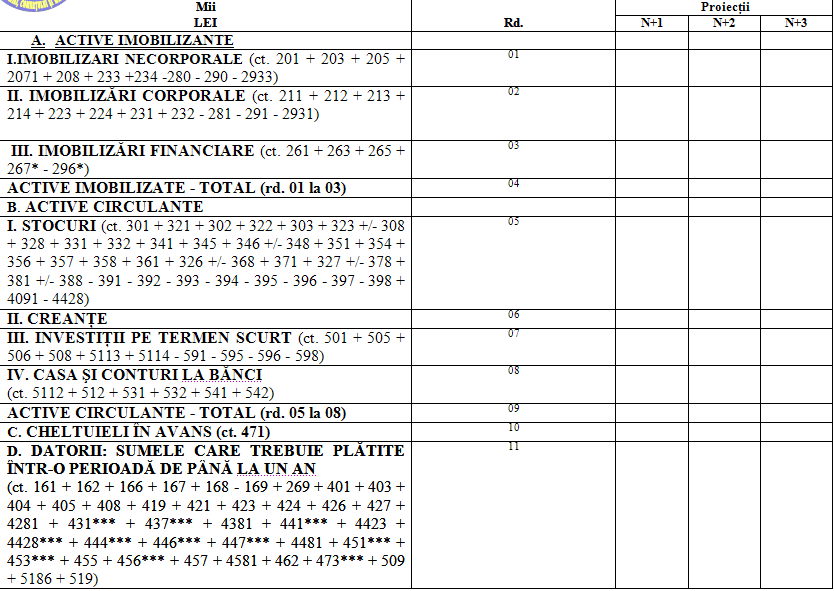 Mii
LEI
Rd.
Proiecții
N+1
N+2
N+3
A. ACTIVE IMOBILIZANTE
I.IMOBILIZARI NECORPORALE (ct. 201 + 203 + 205 +
2071 + 208 + 233 +234 -280 - 290 - 2933)
01
II. IMOBILIZĂRI CORPORALE (ct. 211 + 212 + 213 +
214 + 223 + 224 + 231 + 232 - 281 - 291 - 2931)
02
III. IMOBILIZĂRI FINANCIARE (ct. 261 + 263 + 265 +
267* - 296*)
03
ACTIVE IMOBILIZATE - TOTAL (rd. 01 la 03)
04
B. ACTIVE CIRCULANTE
I. STOCURI (ct. 301 + 321 + 302 + 322 + 303 + 323 +/- 308
+ 328 + 331 + 332 + 341 + 345 + 346 +/- 348 + 351 + 354 +
356 + 357 + 358 + 361 + 326 +/- 368 + 371 + 327 +/- 378 +
381 +/- 388 - 391 - 392 - 393 - 394 - 395 - 396 - 397 - 398 +
4091 - 4428)
05
II. CREANȚE
06
III. INVESTIȚII PE TERMEN SCURT (ct. 501 + 505 +
506 + 508 + 5113 + 5114 - 591 - 595 - 596 - 598)
07
IV. CASA ȘI CONTURI LA BĂNCI
(ct. 5112 + 512 + 531 + 532 + 541 + 542)
08
ACTIVE CIRCULANTE - TOTAL (rd. 05 la 08)
09
C. CHELTUIELI ÎN AVANS (ct. 471)
10
D. DATORII: SUMELE CARE TREBUIE PLĂTITE
ÎNTR-O PERIOADĂ DE PÂNĂ LA UN AN
(ct. 161 + 162 + 166 + 167 + 168 - 169 + 269 + 401 + 403 +
404 + 405 + 408 + 419 + 421 + 423 + 424 + 426 + 427 +
4281 + 431*** + 437*** + 4381 + 441*** + 4423 +
4428*** + 444*** + 446*** + 447*** + 4481 + 451*** +
453*** + 455 + 456*** + 457 + 4581 + 462 + 473*** + 509
+ 5186 + 519)
11